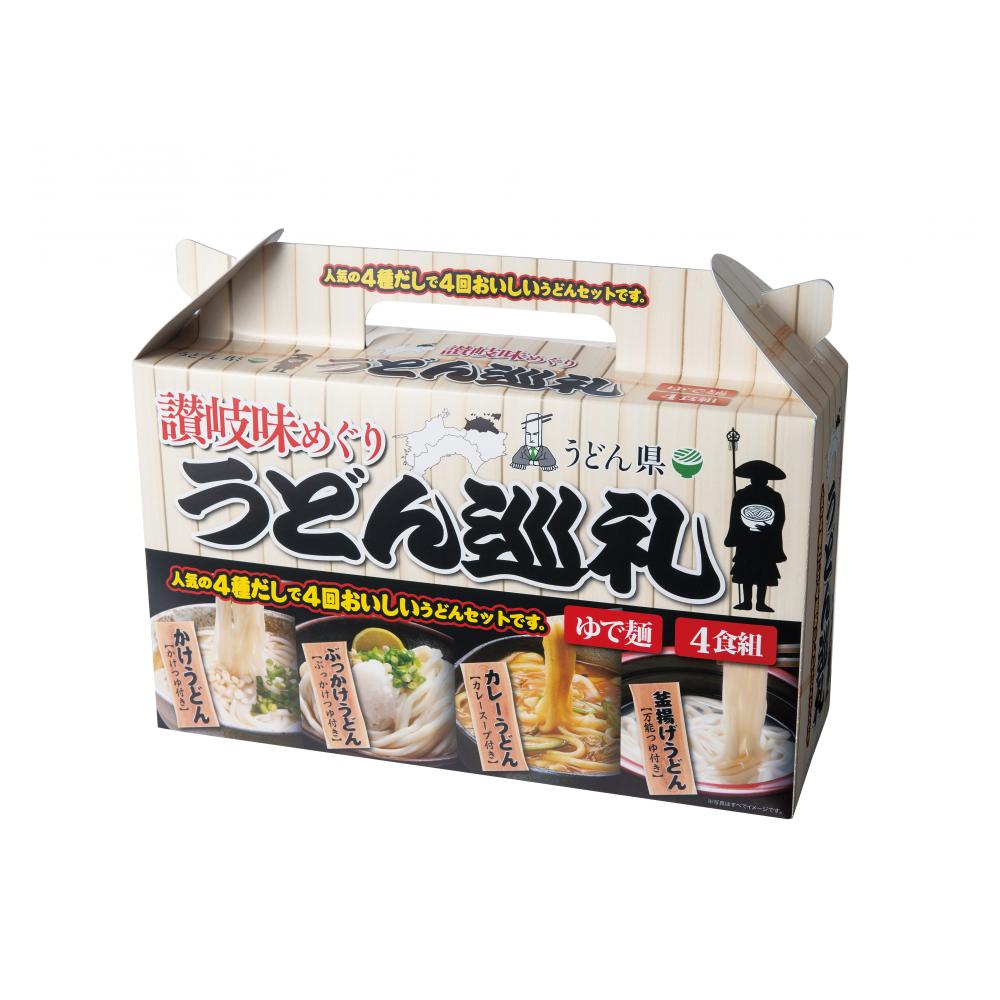 人気の4種だしで4回おいしいうどんセットです。
うどん県
讃岐味めぐり
うどん巡礼
4食組
讃岐味めぐり
うどん県
うどん巡礼
人気の4種だしで4回おいしいうどんセットです。
ゆで麺
4食組
かけうどん
【かけつゆ付き】
ぶっかけうどん
【ぶっかけつゆ付き】
カレーうどん
【カレースープ付き】
釜揚げうどん
【万能つゆ付き】
※写真はすべてイメージです。